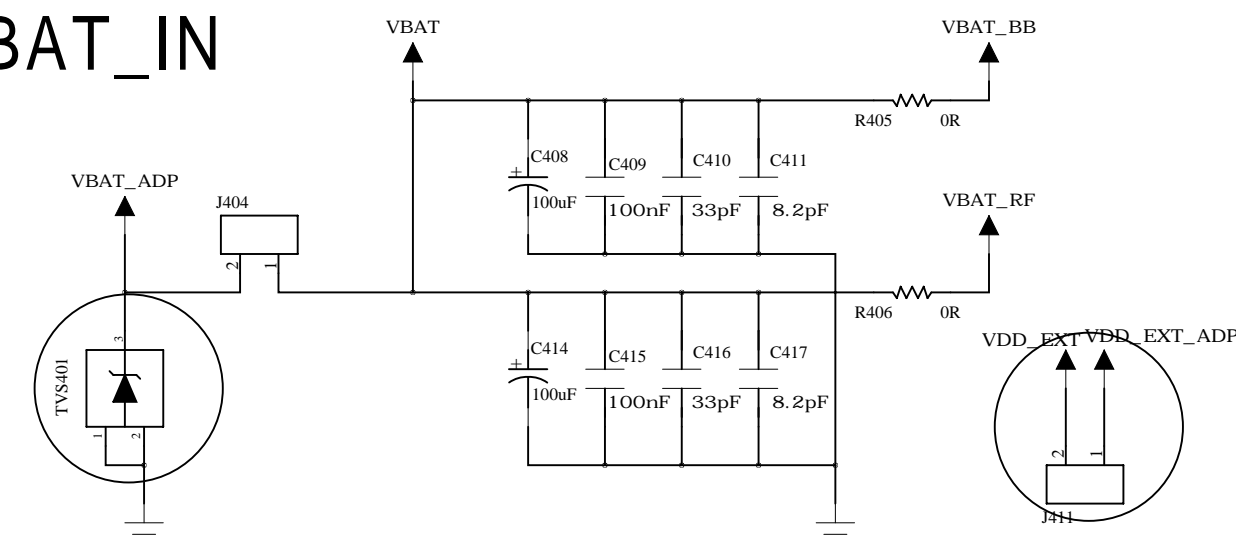 BAT_IN
VBAT
VBAT_BB
R405 0R
C408 C409 C410 C411
+
100uF 100nF 33pF 8.2pF
VBAT_ADP
J404
2 1
VBAT_RF
R406 0R
C414 C415 C416 C417
+
100uF 100nF 33pF 8.2pF
3
TVS401
1 2
VDD_EXT VDD_EXT_ADP
2 1
J411